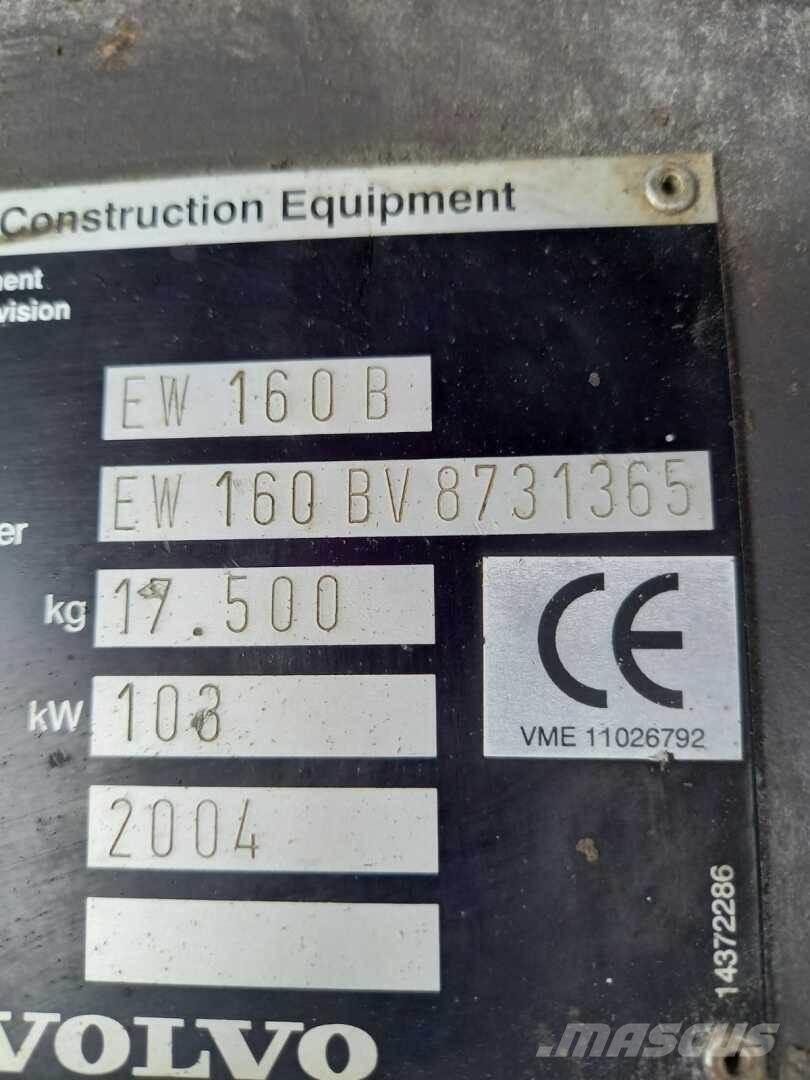 Construction Equipment
ment
vision
EW 160 B
er
EW 160 BV 8731365
kg 17.500
kW 103
VME 11026792
2004
14372286
VOLVO
MASCUS